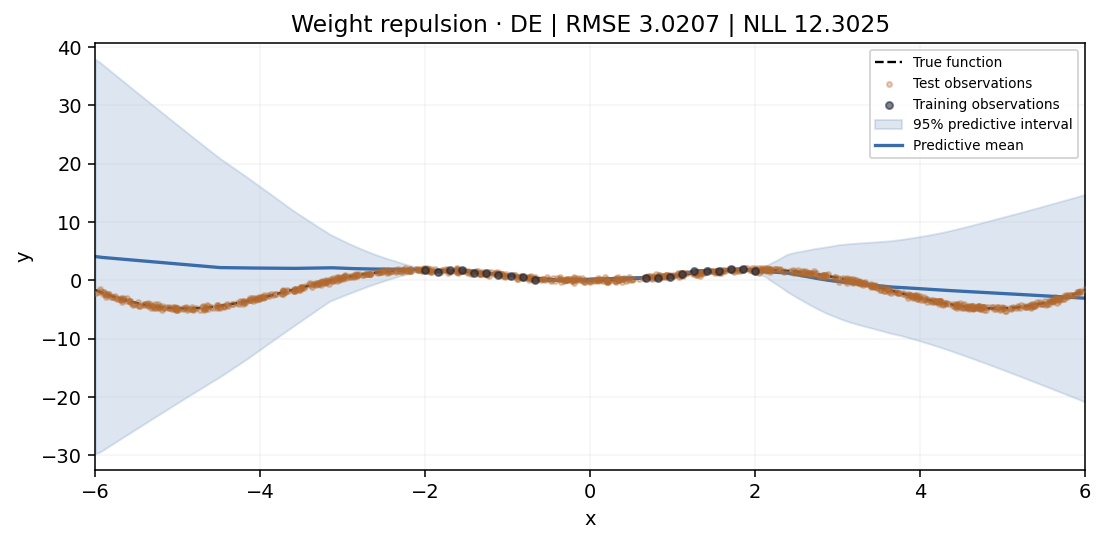 Weight repulsion · DE | RMSE 3.0207 | NLL 12.3025
True function
Test observations
Training observations
95% predictive interval
Predictive mean
40
30
20
10
0
−10
−20
−30
y
−6
−4
−2
0
2
4
6
x